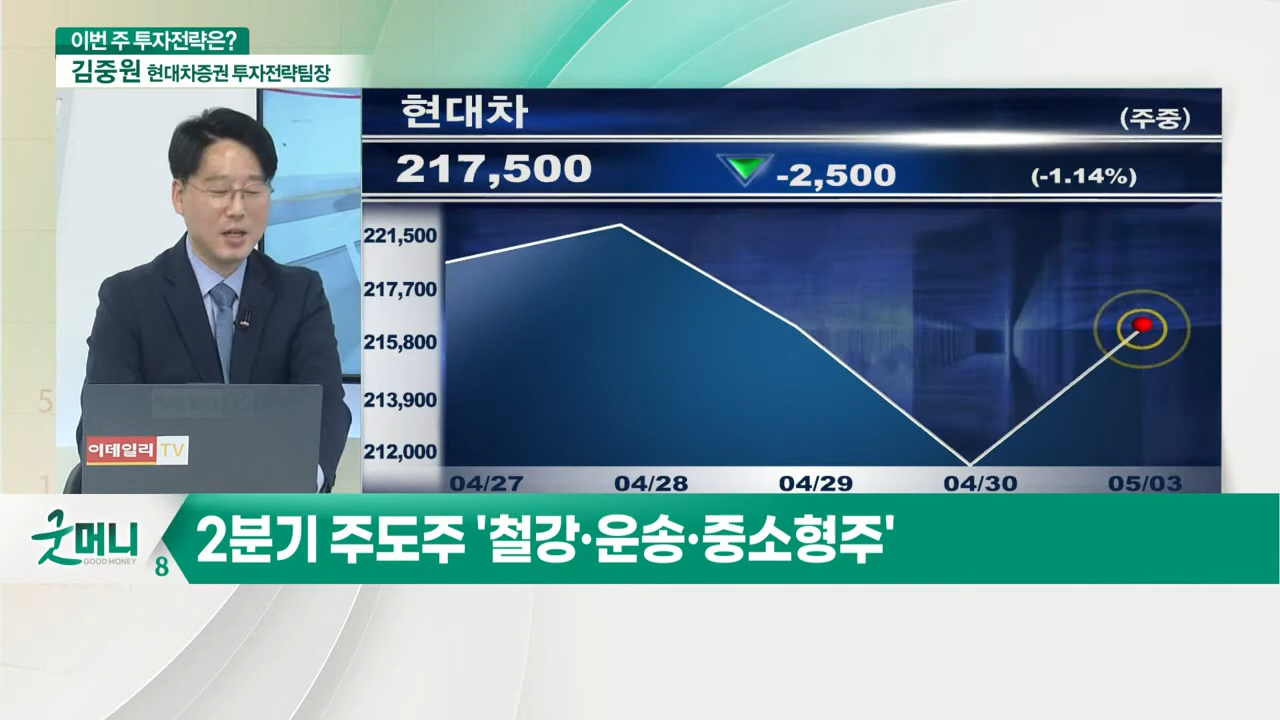 이번 주 투자전략은?
김중원 현대차증권 투자전략팀장
현대차
(주중)
217,500
-2,500
(-1.14%)
221,500
217,700
215,800
213,900
212,000
04/27
04/28
04/29
04/30
05/03
이데일리 TV
굿머니
GOOD MONEY
8
2분기 주도주 '철강·운송·중소형주'
5
1